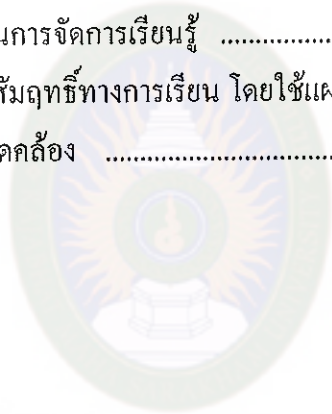 นการจัดการเรียนรู้ ..................
สัมฤทธิ์ทางการเรียน โดยใช้แผ
ดคล้อง ..................................